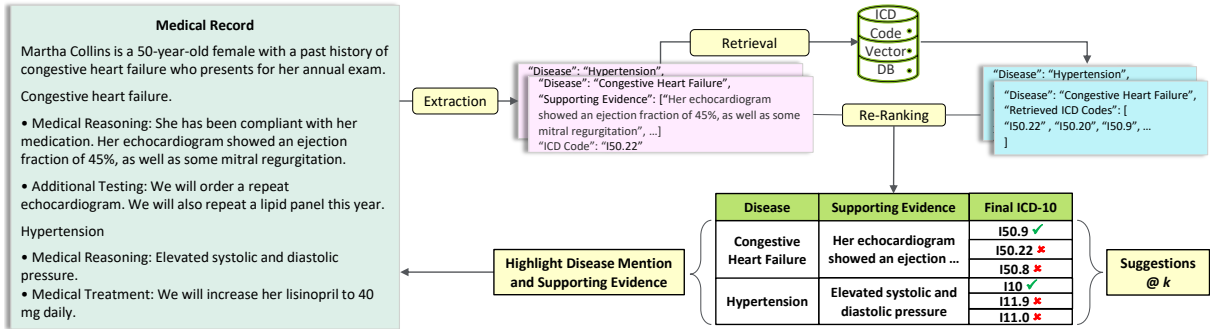 Medical Record
Martha Collins is a 50-year-old female with a past history of
congestive heart failure who presents for her annual exam.
Congestive heart failure.
• Medical Reasoning: She has been compliant with her
medication. Her echocardiogram showed an ejection
fraction of 45%, as well as some mitral regurgitation.
• Additional Testing: We will order a repeat
echocardiogram. We will also repeat a lipid panel this year.
Hypertension
• Medical Reasoning: Elevated systolic and diastolic
pressure.
• Medical Treatment: We will increase her lisinopril to 40
mg daily.
Extraction
Retrieval
"Disease": "Hypertension",
"Disease": "Congestive Heart Failure",
"Supporting Evidence": ["Her echocardiogram
showed an ejection fraction of 45%, as well as some
mitral regurgitation", …]
"ICD Code": "I50.22"
ICD
Code
Vector
DB
Re-Ranking
"Disease": "Hypertension",
"Disease": "Congestive Heart Failure",
"Retrieved ICD Codes": [
"I50.22" , "I50.20", "I50.9", …
]
Highlight Disease Mention
and Supporting Evidence
Disease Supporting Evidence Final ICD-10
Congestive
Heart Failure
Her echocardiogram
showed an ejection …
I50.9 ✓
I50.22 ✘
I50.8 ✘
Hypertension
Elevated systolic and
diastolic pressure
I10 ✓
I11.9 ✘
I11.0 ✘
Suggestions
@ k